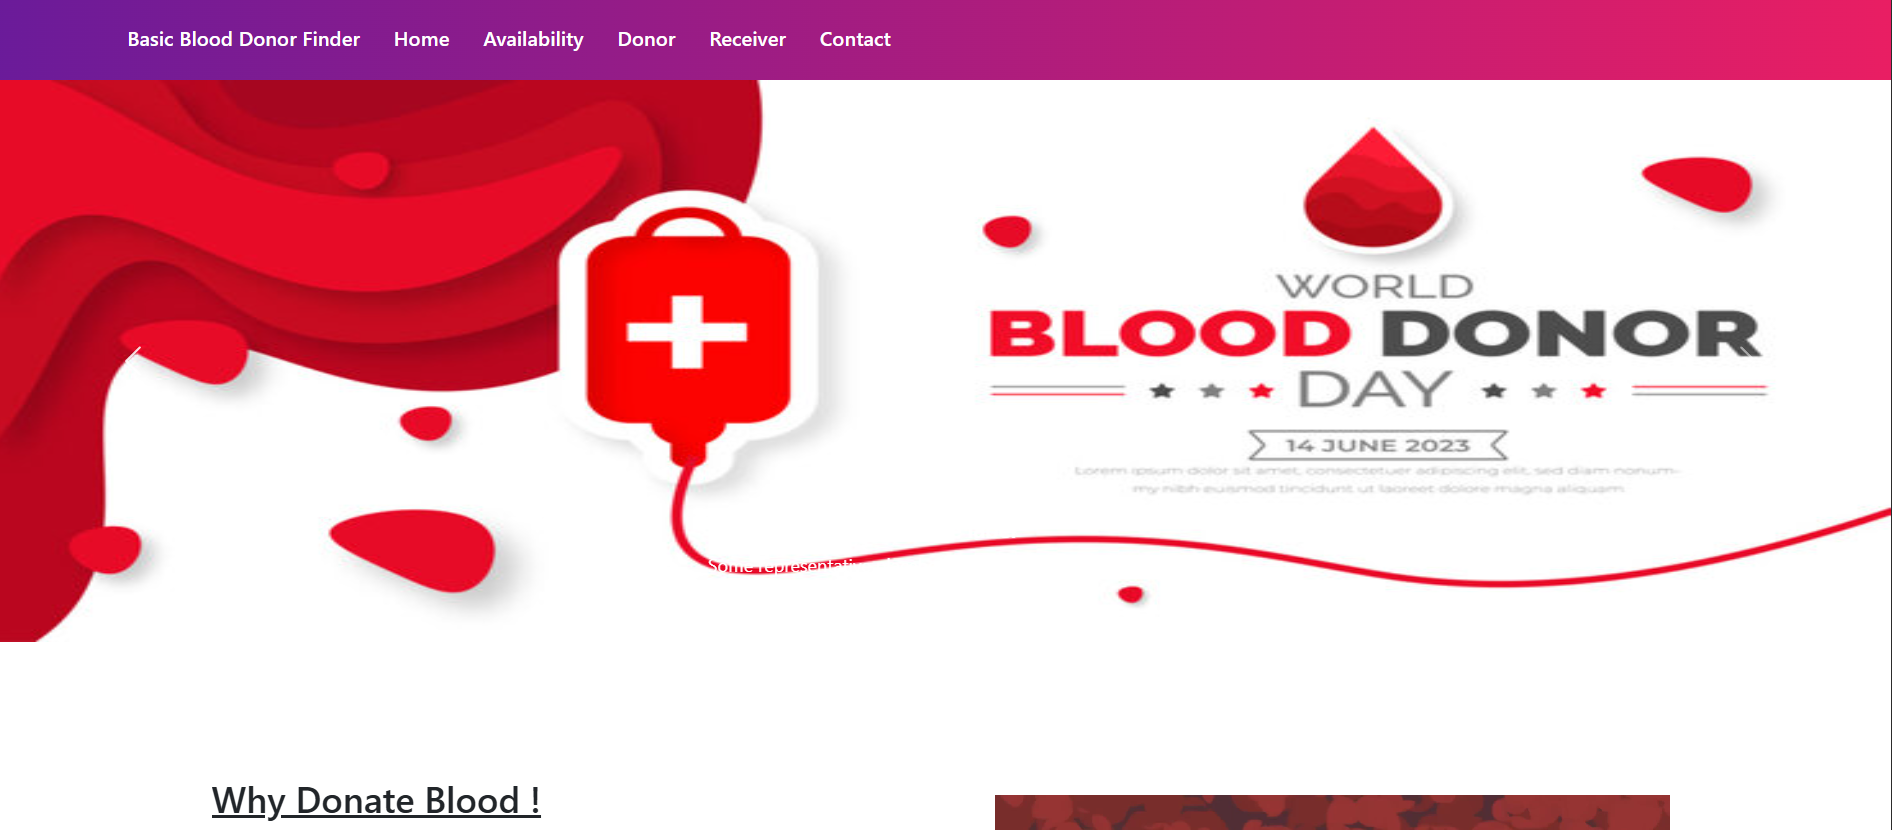 Basic Blood Donor Finder Home Availability Donor Receiver Contact
WORLD
BLOOD DONOR
DAY
14 JUNE 2023
Lorem ipsum dolor sit amet, consectetuer adipiscing elit, sed diam nonum-
my nibh euismod tincidunt ut laoreet dolore magna aliquam
Some
Why Donate Blood !